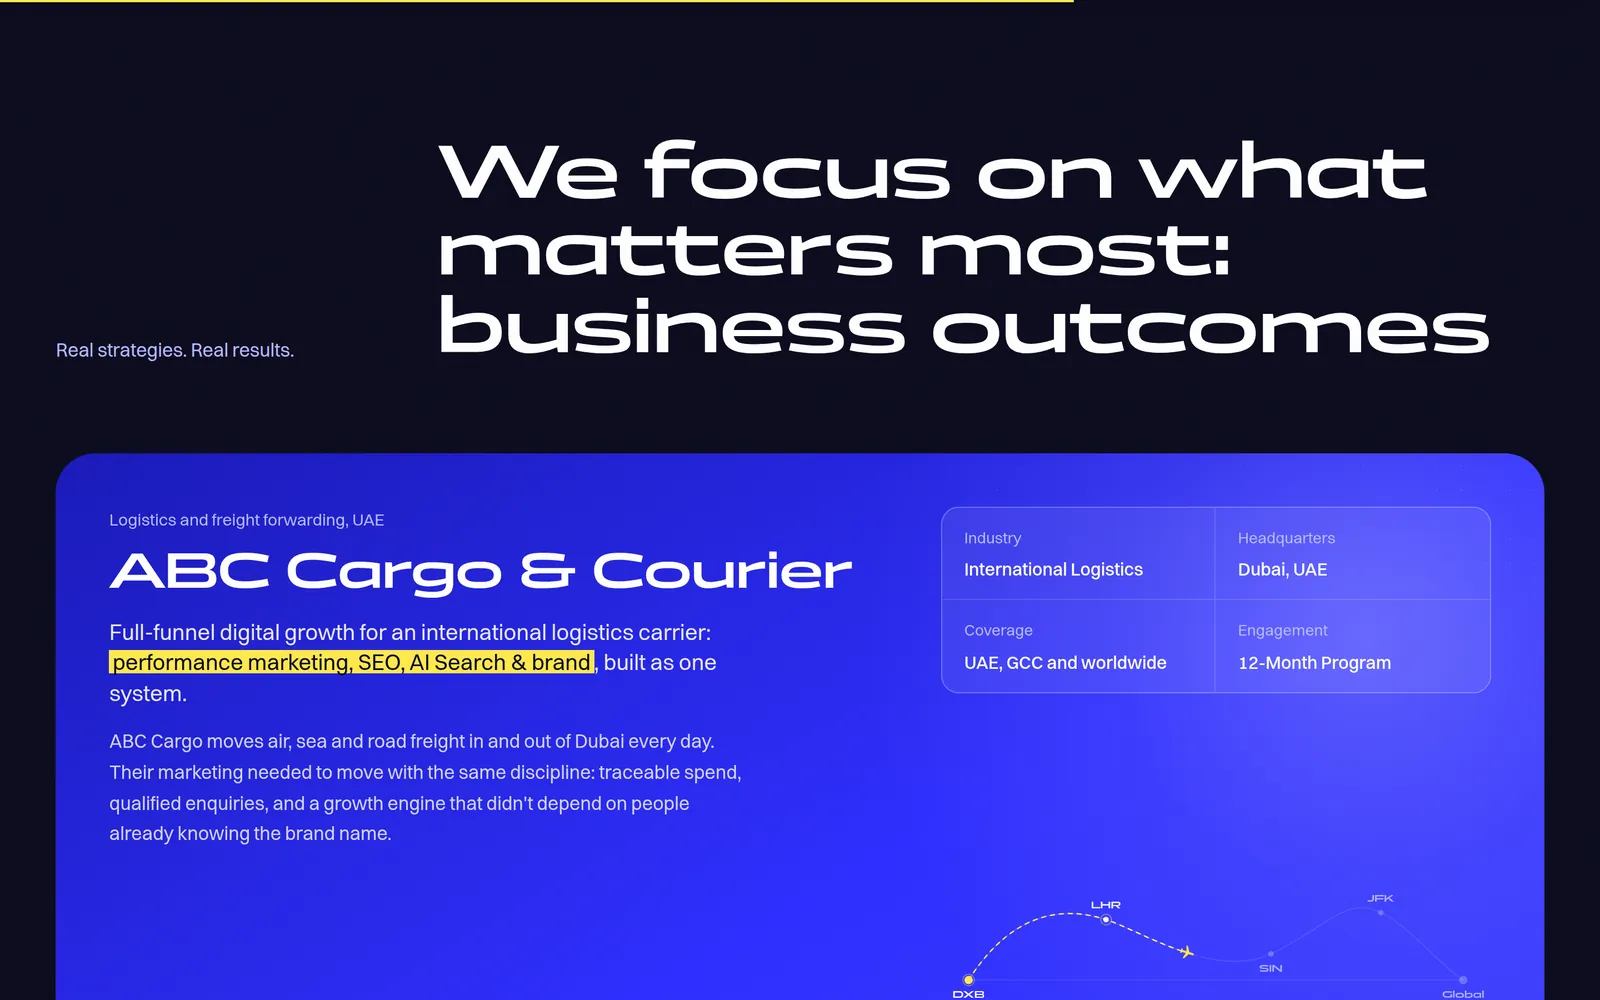 We focus on what
matters most:
business outcomes
Real strategies. Real results.
Logistics and freight forwarding, UAE
ABC Cargo & Courier
Full-funnel digital growth for an international logistics carrier:
performance marketing, SEO, AI Search & brand, built as one
system.
ABC Cargo moves air, sea and road freight in and out of Dubai every day.
Their marketing needed to move with the same discipline: traceable spend,
qualified enquiries, and a growth engine that didn't depend on people
already knowing the brand name.
Industry
International Logistics
Headquarters
Dubai, UAE
Coverage
UAE, GCC and worldwide
Engagement
12-Month Program
JFK
LHR
SIN
DXB
Global